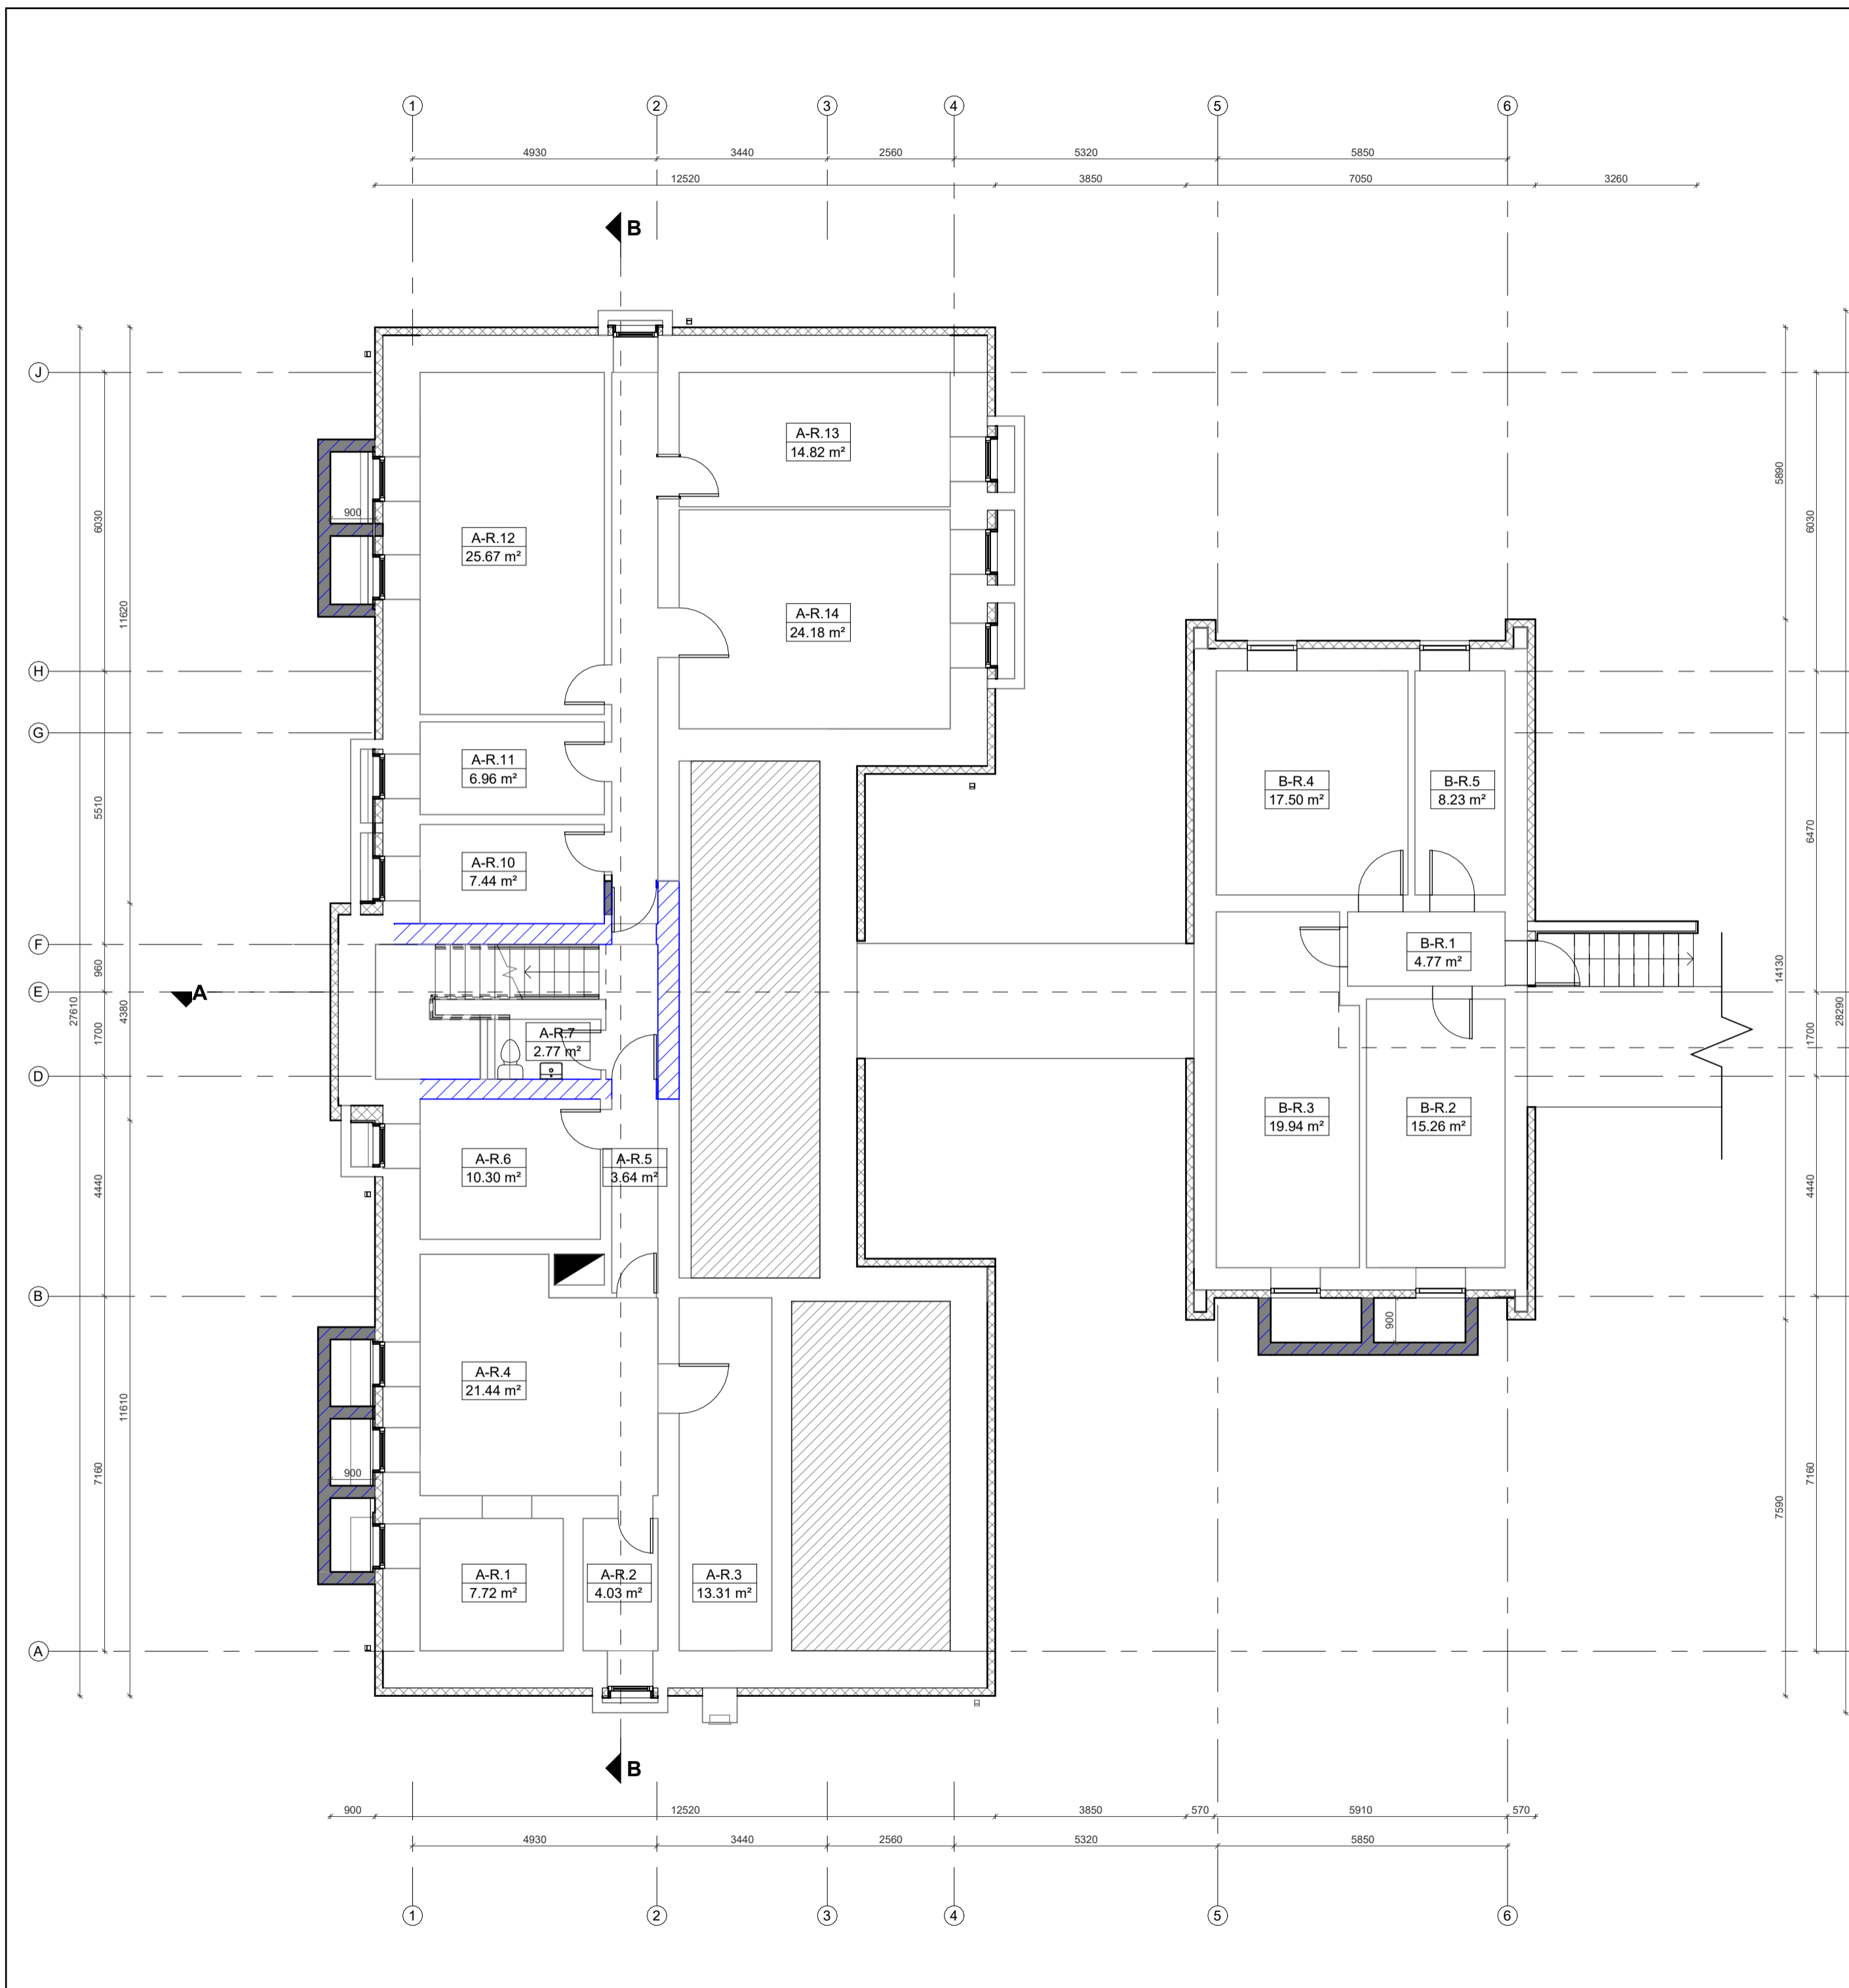 1 2 3 4 5 6
4930 3440 2560 5320 5850
12520 3850 7050 3260
B
J
A-R.13
14.82 m²
5890
900
6030
A-R.12
25.67 m²
6030
11620
A-R.14
24.18 m²
H
G
A-R.11
6.96 m²
B-R.4
17.50 m²
B-R.5
8.23 m²
5510
6470
A-R.10
7.44 m²
F
B-R.1
4.77 m²
960
14130
E
A
27610
4380
28290
1700
A-R.7
2.77 m²
1700
D
B-R.3
19.94 m²
B-R.2
15.26 m²
A-R.6
10.30 m²
A-R.5
3.64 m²
4440
4440
B
900
A-R.4
21.44 m²
11610
7160
900
7160
7590
A-R.1
7.72 m²
A-R.2
4.03 m²
A-R.3
13.31 m²
A
B
900 12520 3850 570 5910 570
4930 3440 2560 5320 5850
1 2 3 4 5 6